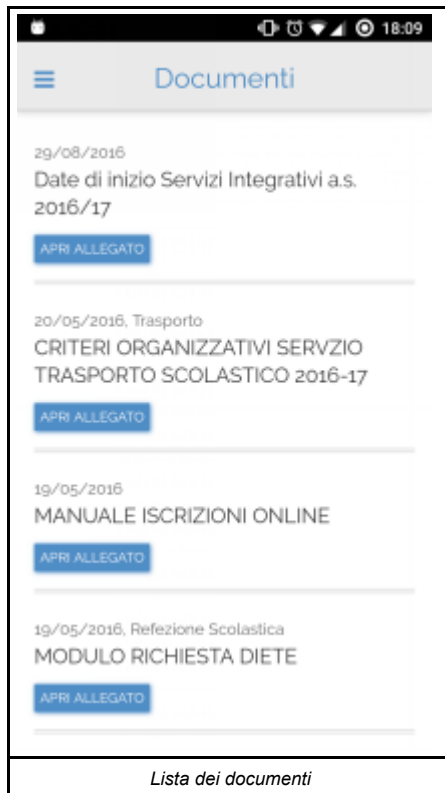 18:09
Documenti
29/08/2016
Date di inizio Servizi Integrativi a.s.
2016/17
APRI ALLEGATO
20/05/2016, Trasporto
CRITERI ORGANIZZATIVI SERVZIO
TRASPORTO SCOLASTICO 2016-17
APRI ALLEGATO
19/05/2016
MANUALE ISCRIZIONI ONLINE
APRI ALLEGATO
19/05/2016, Refezione Scolastica
MODULO RICHIESTA DIETE
APRI ALLEGATO
Lista dei documenti